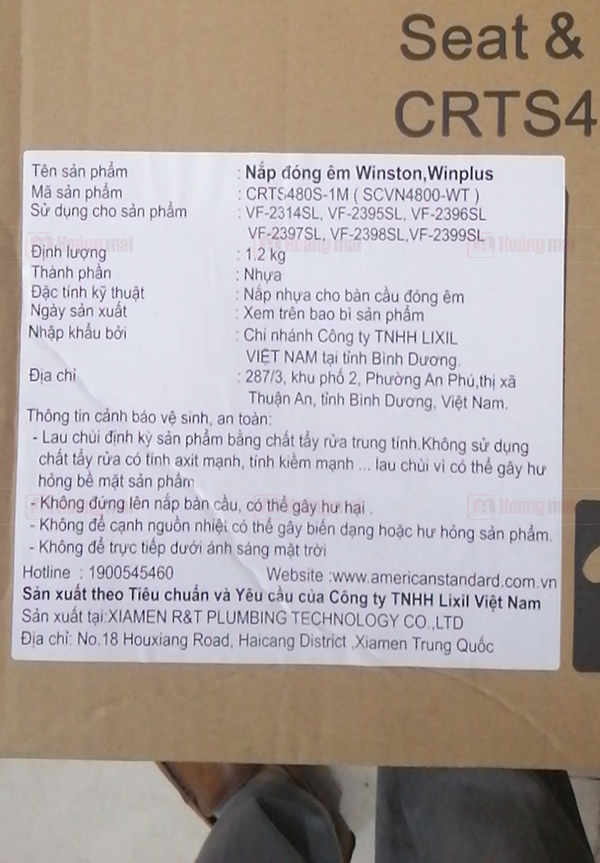 Seat &
CRTS4
Tên sản phẩm : Nắp đóng êm Winston,Winplus
Mã sản phẩm : CRTS480S-1M ( SCVN4800-WT )
Sử dụng cho sản phẩm : VF-2314SL, VF-2395SL, VF-2396SL
VF-2397SL, VF-2398SL,VF-2399SL
Hoàng mai
Định lượng : 1.2 kg
Thành phần : Nhựa
Đặc tính kỹ thuật : Nắp nhựa cho bàn cầu đóng êm
Ngày sản xuất : Xem trên bao bì sản phẩm
Nhập khẩu bởi : Chi nhánh Công ty TNHH LIXIL
VIỆT NAM tại tỉnh Bình Dương.
Địa chỉ : 287/3, khu phố 2, Phường An Phú,thị xã
Thuận An, tỉnh Bình Dương, Việt Nam.
Thông tin cảnh báo vệ sinh, an toàn:
- Lau chùi định kỳ sản phẩm bằng chất tẩy rửa trung tính.Không sử dụng
chất tẩy rửa có tính axit mạnh, tính kiềm mạnh ... lau chùi vì có thể gây hư
hỏng bề mặt sản phẩm
- Không đứng lên nắp bàn cầu, có thể gây hư hại .
- Không để cạnh nguồn nhiệt có thể gây biến dạng hoặc hư hỏng sản phẩm.
- Không để trực tiếp dưới ánh sáng mặt trời
Hotline : 1900545460 Website :www.americanstandard.com.vn
Sản xuất theo Tiêu chuẩn và Yêu cầu của Công ty TNHH Lixil Việt Nam
Sản xuất tại:XIAMEN R&T PLUMBING TECHNOLOGY CO.,LTD
Địa chỉ: No.18 Houxiang Road, Haicang District ,Xiamen Trung Quốc